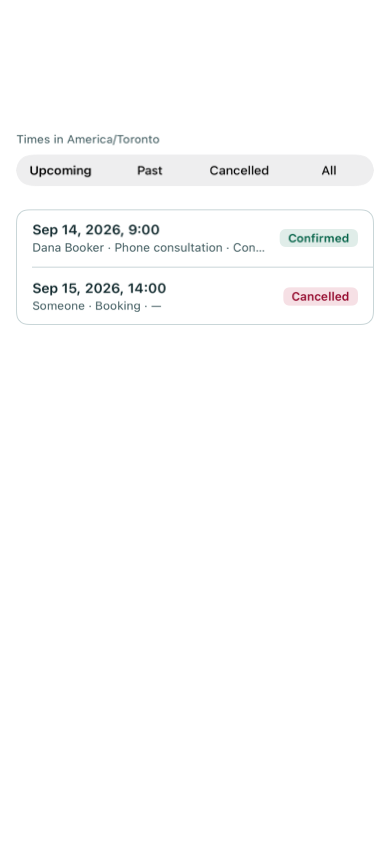 Times in America/Toronto
Upcoming Past Cancelled All
Sep 14, 2026, 9:00
Dana Booker · Phone consultation · Con...
Confirmed
Sep 15, 2026, 14:00
Someone · Booking · —
Cancelled